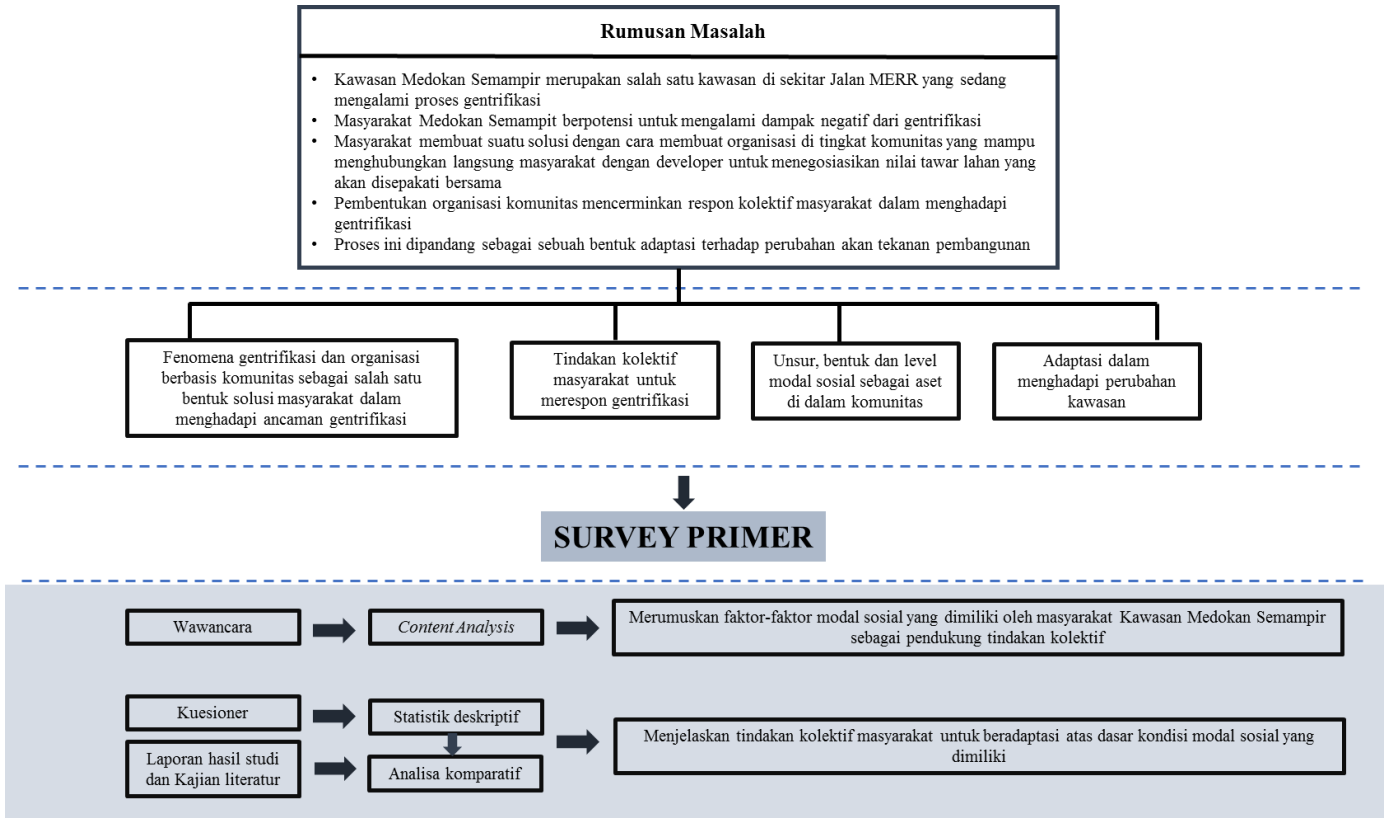 Rumusan Masalah
• Kawasan Medokan Semampir merupakan salah satu kawasan di sekitar Jalan MERR yang sedang
mengalami proses gentrifikasi
• Masyarakat Medokan Semampit berpotensi untuk mengalami dampak negatif dari gentrifikasi
• Masyarakat membuat suatu solusi dengan cara membuat organisasi di tingkat komunitas yang mampu
menghubungkan langsung masyarakat dengan developer untuk menegosiasikan nilai tawar lahan yang
akan disepakati bersama
• Pembentukan organisasi komunitas mencerminkan respon kolektif masyarakat dalam menghadapi
gentrifikasi
• Proses ini dipandang sebagai sebuah bentuk adaptasi terhadap perubahan akan tekanan pembangunan
Fenomena gentrifikasi dan organisasi
berbasis komunitas sebagai salah satu
bentuk solusi masyarakat dalam
menghadapi ancaman gentrifikasi
Tindakan kolektif
masyarakat untuk
merespon gentrifikasi
Unsur, bentuk dan level
modal sosial sebagai aset
di dalam komunitas
Adaptasi dalam
menghadapi perubahan
kawasan
SURVEY PRIMER
Wawancara
Content Analysis
Merumuskan faktor-faktor modal sosial yang dimiliki oleh masyarakat Kawasan Medokan Semampir
sebagai pendukung tindakan kolektif
Kuesioner
Statistik deskriptif
Laporan hasil studi
dan Kajian literatur
Analisa komparatif
Menjelaskan tindakan kolektif masyarakat untuk beradaptasi atas dasar kondisi modal sosial yang
dimiliki